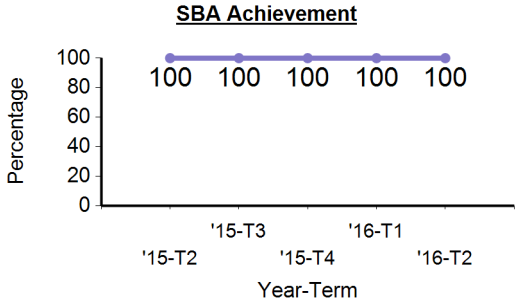 SBA Achievement
Percentage
100
80
60
40
20
0
100 100 100 100 100
'15-T3 '16-T1
'15-T2 '15-T4 '16-T2
Year-Term